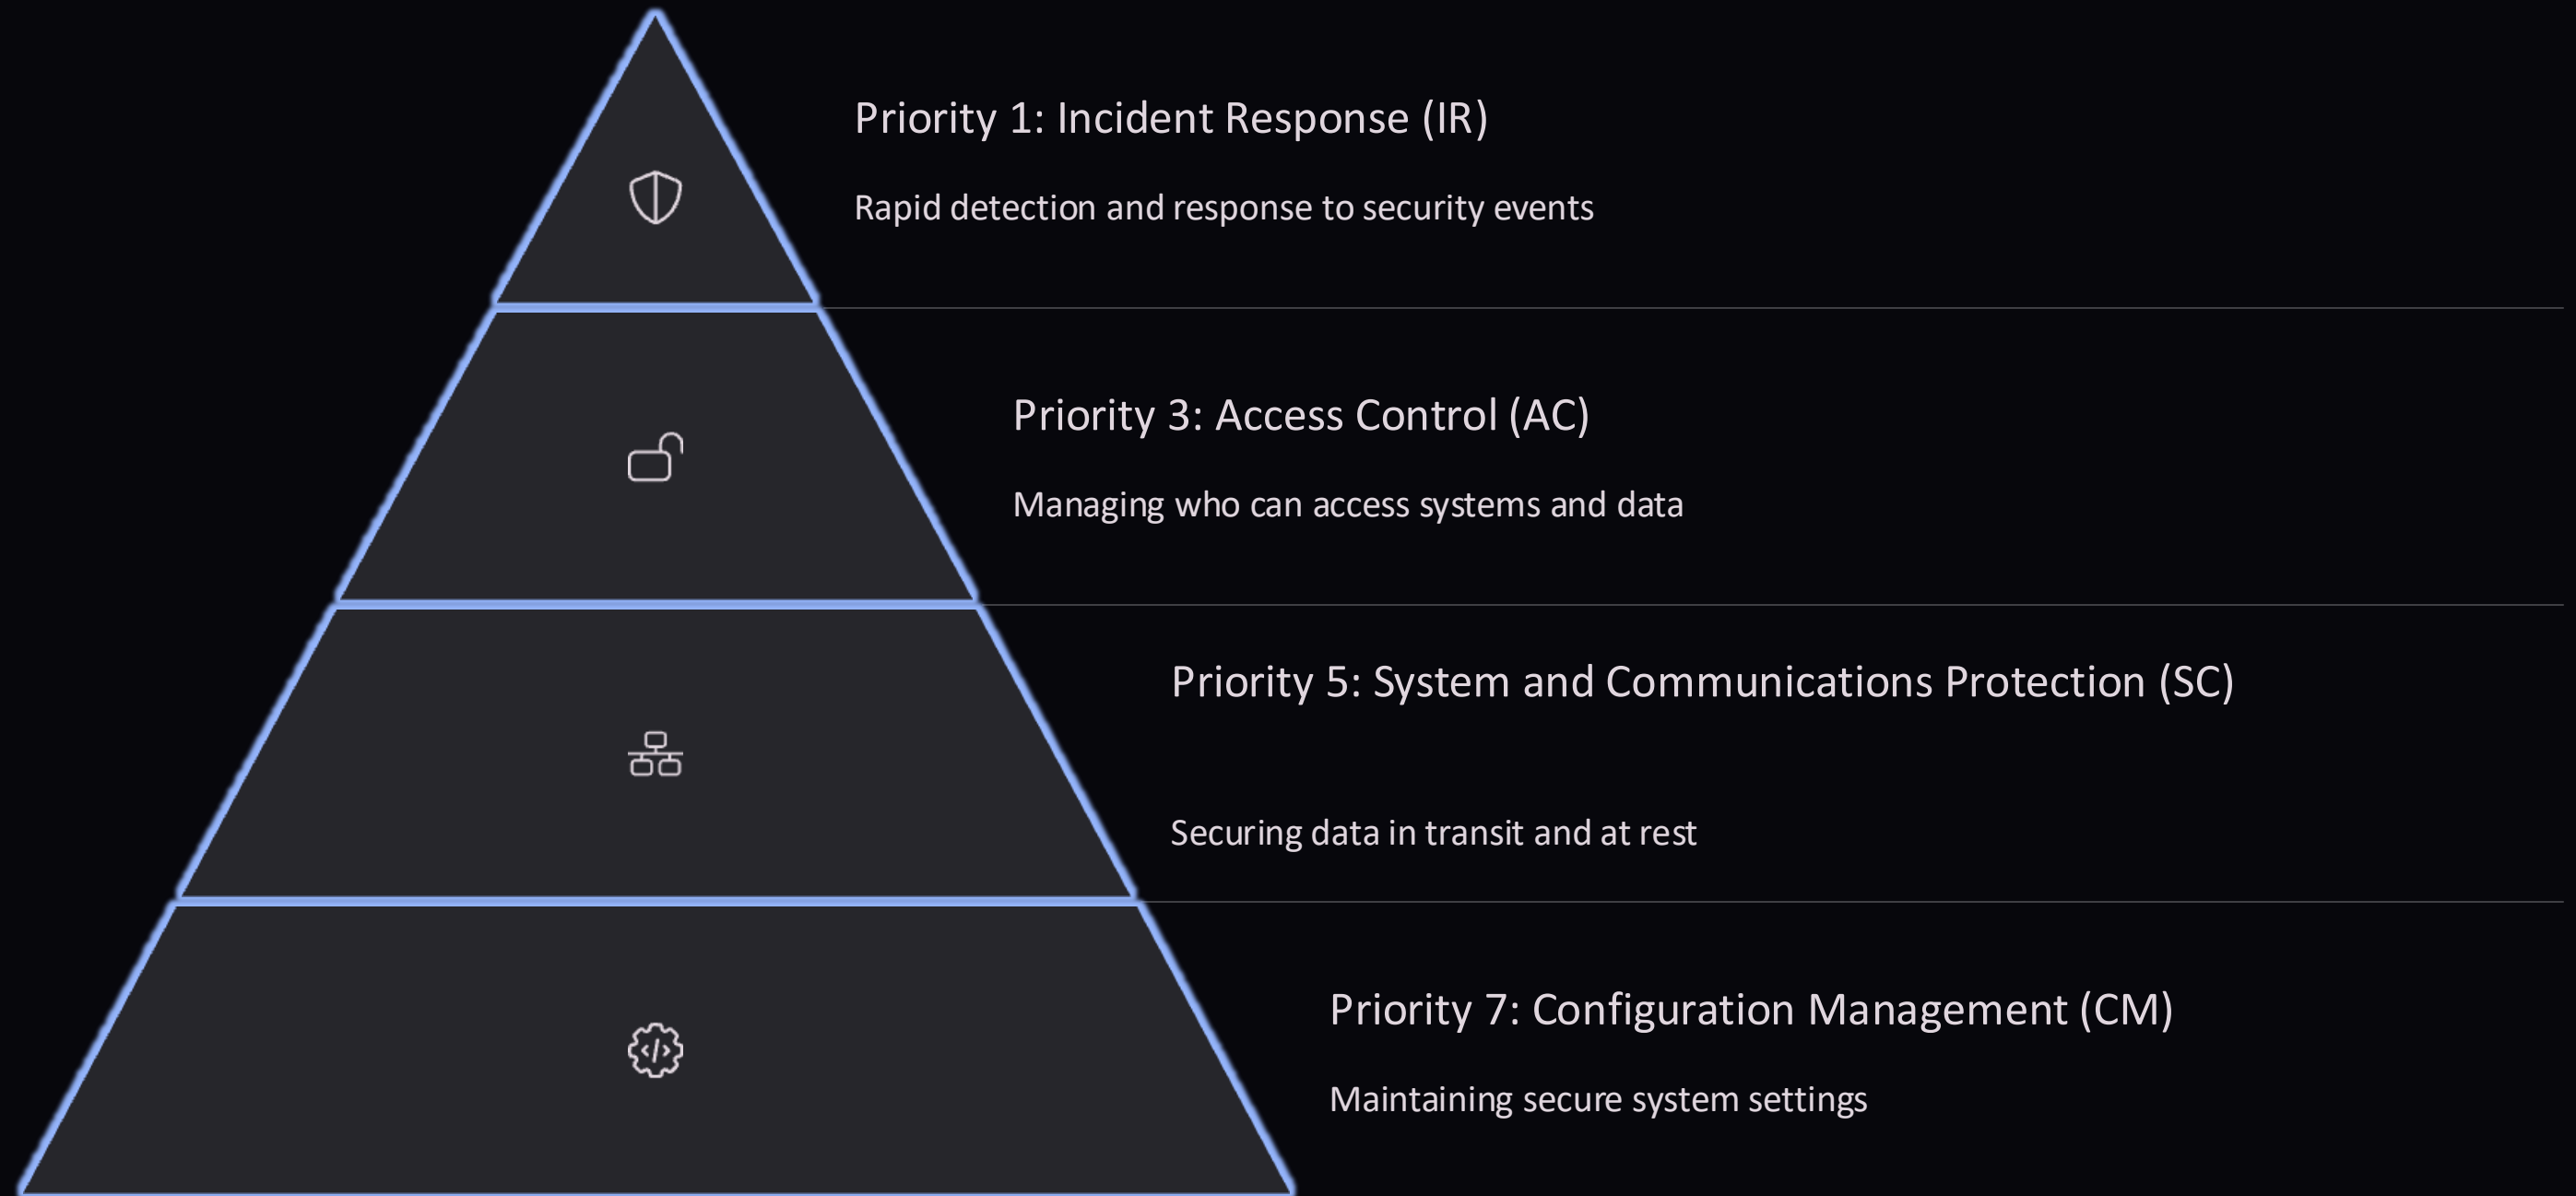 Priority 1: Incident Response (IR)
Rapid detection and response to security events
Priority 3: Access Control (AC)
Managing who can access systems and data
Priority 5: System and Communications Protection (SC)
Securing data in transit and at rest
Priority 7: Configuration Management (CM)
Maintaining secure system settings